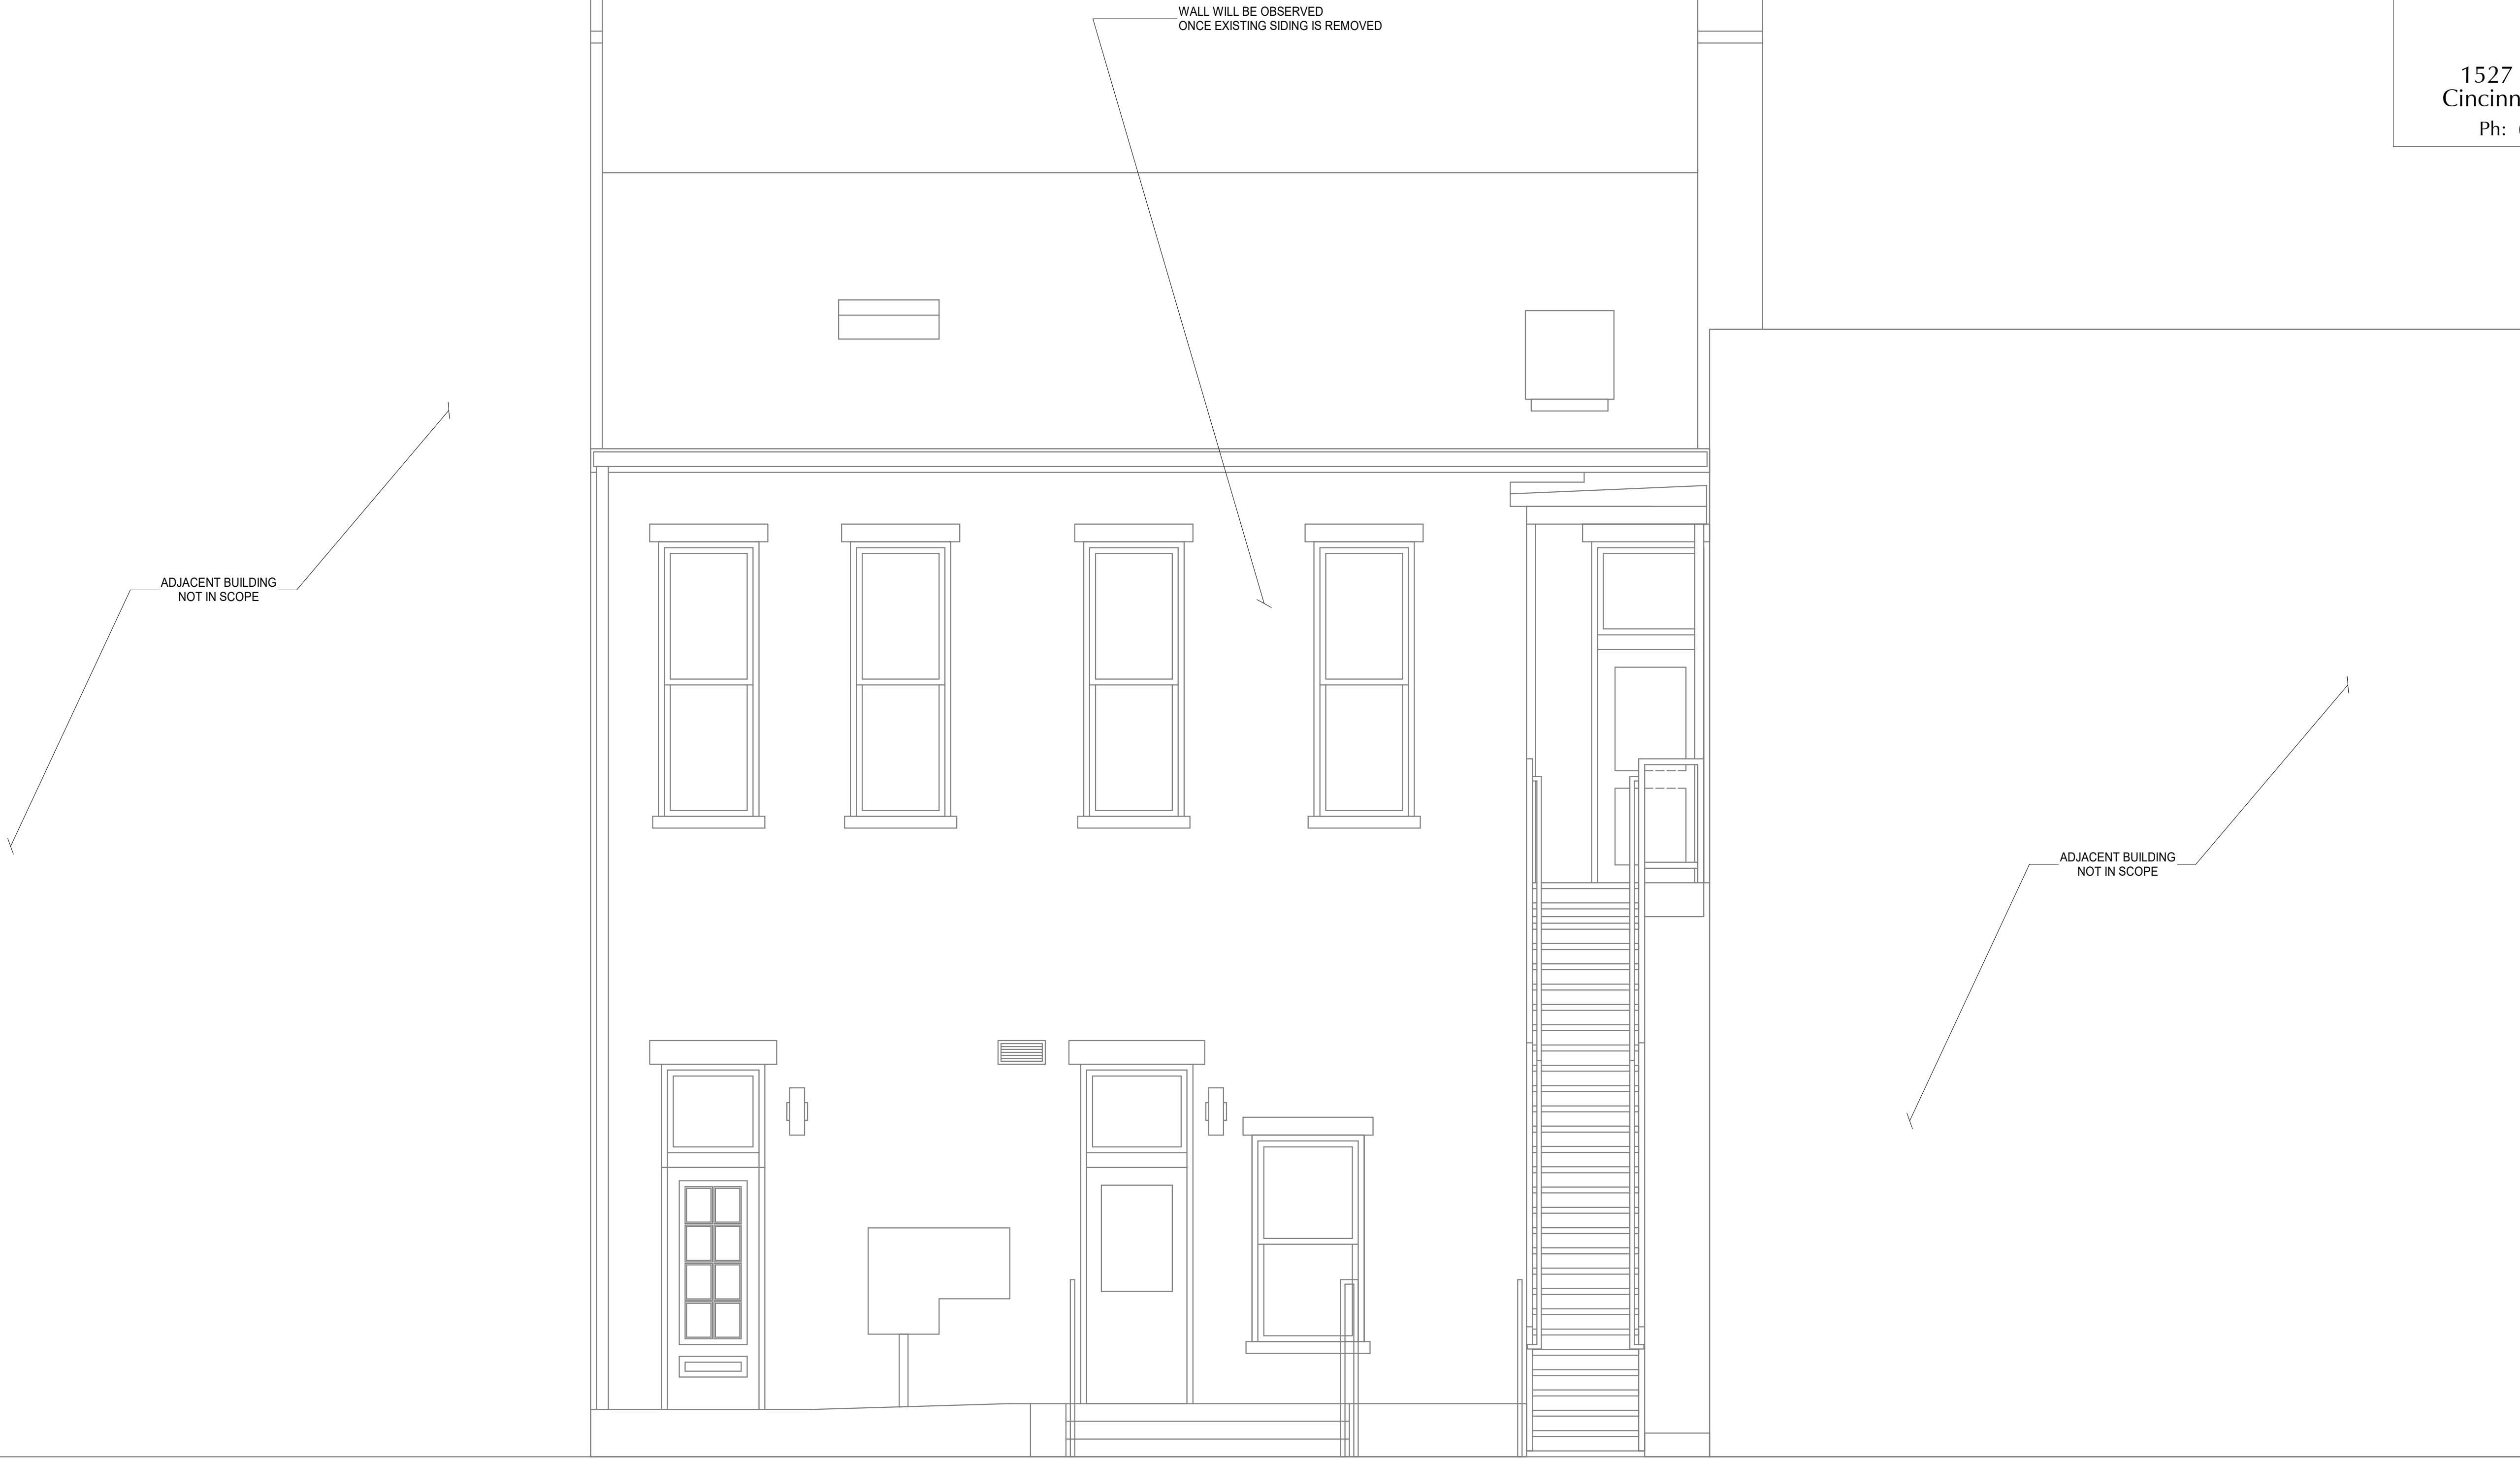 WALL WILL BE OBSERVED
ONCE EXISTING SIDING IS REMOVED
1527
Ph:
ADJACENT BUILDING
NOT IN SCOPE
ADJACENT BUILDING
NOT IN SCOPE